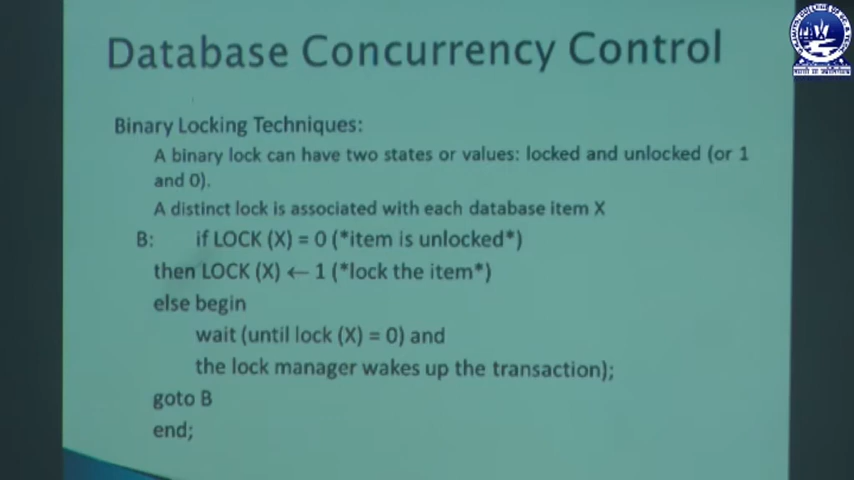 Database Concurrency Control
Binary Locking Techniques:
A binary lock can have two states or values: locked and unlocked (or 1
and 0).
A distinct lock is associated with each database item X
B: if LOCK (X) = 0 (*item is unlocked*)
then LOCK (X) ← 1 (*lock the item*)
else begin
wait (until lock (X) = 0) and
the lock manager wakes up the transaction);
goto B
end;